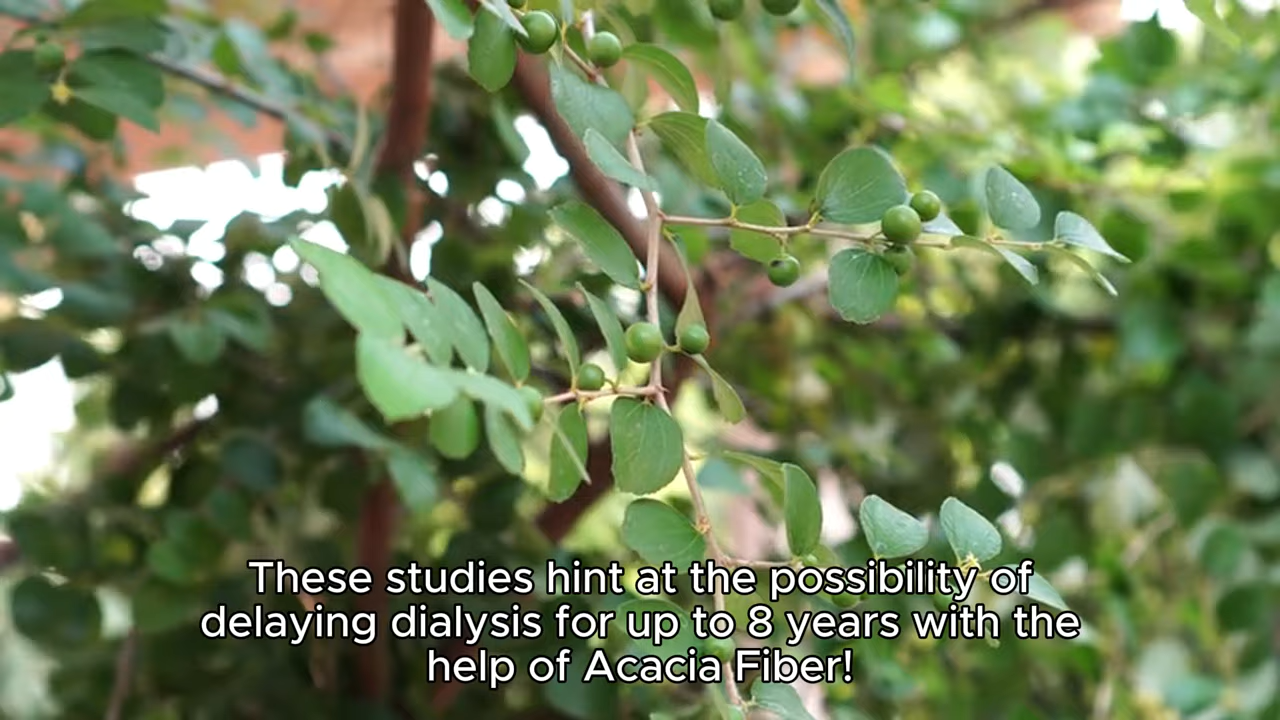 These studies hint at the possibility of
delaying dialysis for up to 8 years with the
help of Acacia Fiber!